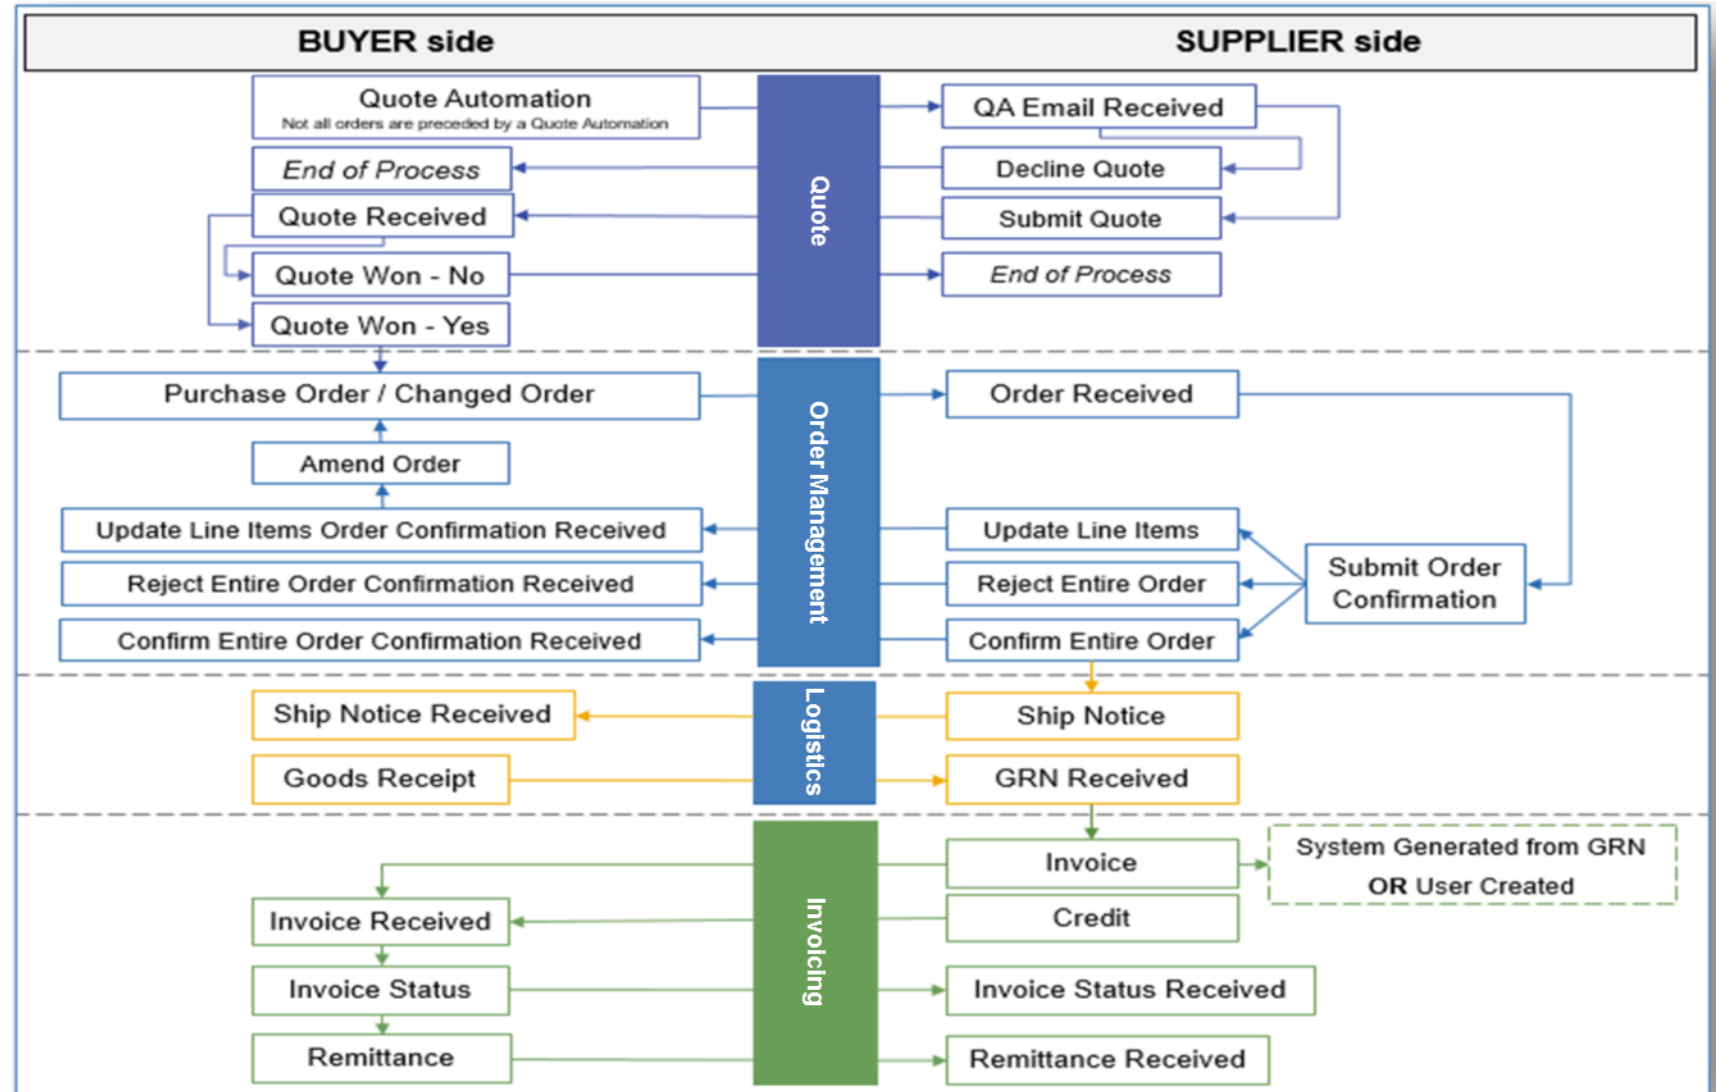 BUYER side
SUPPLIER side
Quote Automation
Not all orders are preceded by a Quote Automation
QA Email Received
End of Process
Decline Quote
Quote Received
Submit Quote
Quote Won - No
End of Process
Quote Won - Yes
Quote
Purchase Order / Changed Order
Order Received
Amend Order
Update Line Items Order Confirmation Received
Update Line Items
Reject Entire Order Confirmation Received
Reject Entire Order
Submit Order
Confirmation
Confirm Entire Order Confirmation Received
Confirm Entire Order
Order Management
Ship Notice Received
Ship Notice
Goods Receipt
GRN Received
Logistics
Invoice
System Generated from GRN
OR User Created
Invoice Received
Credit
Invoice Status
Invoice Status Received
Remittance
Remittance Received
Invoicing